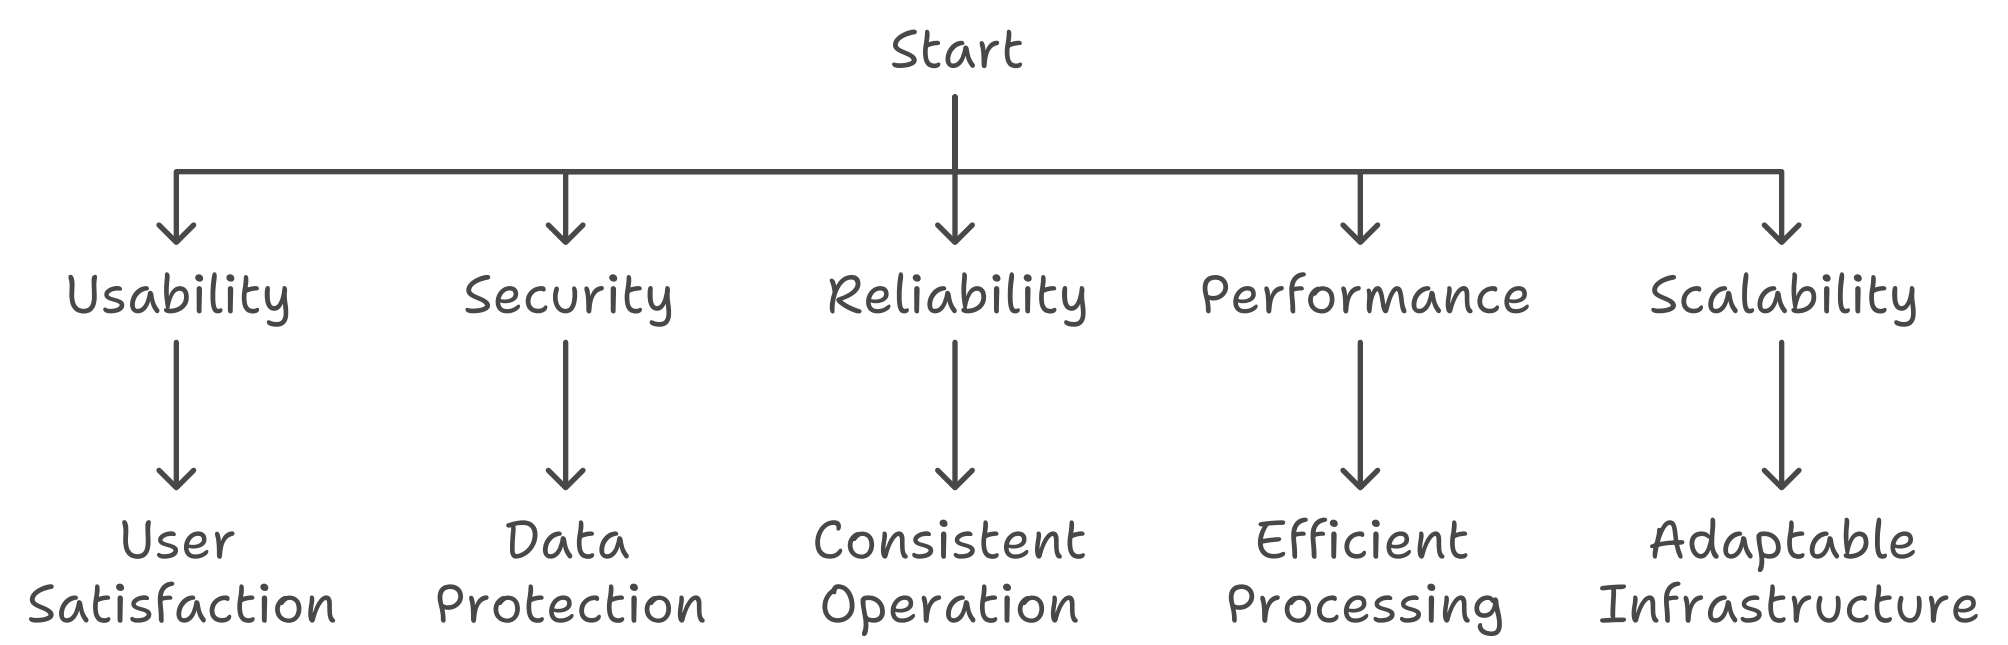 Start
Usability
Security
Reliability
Performance
Scalability
User
Satisfaction
Data
Protection
Consistent
Operation
Efficient
Processing
Adaptable
Infrastructure